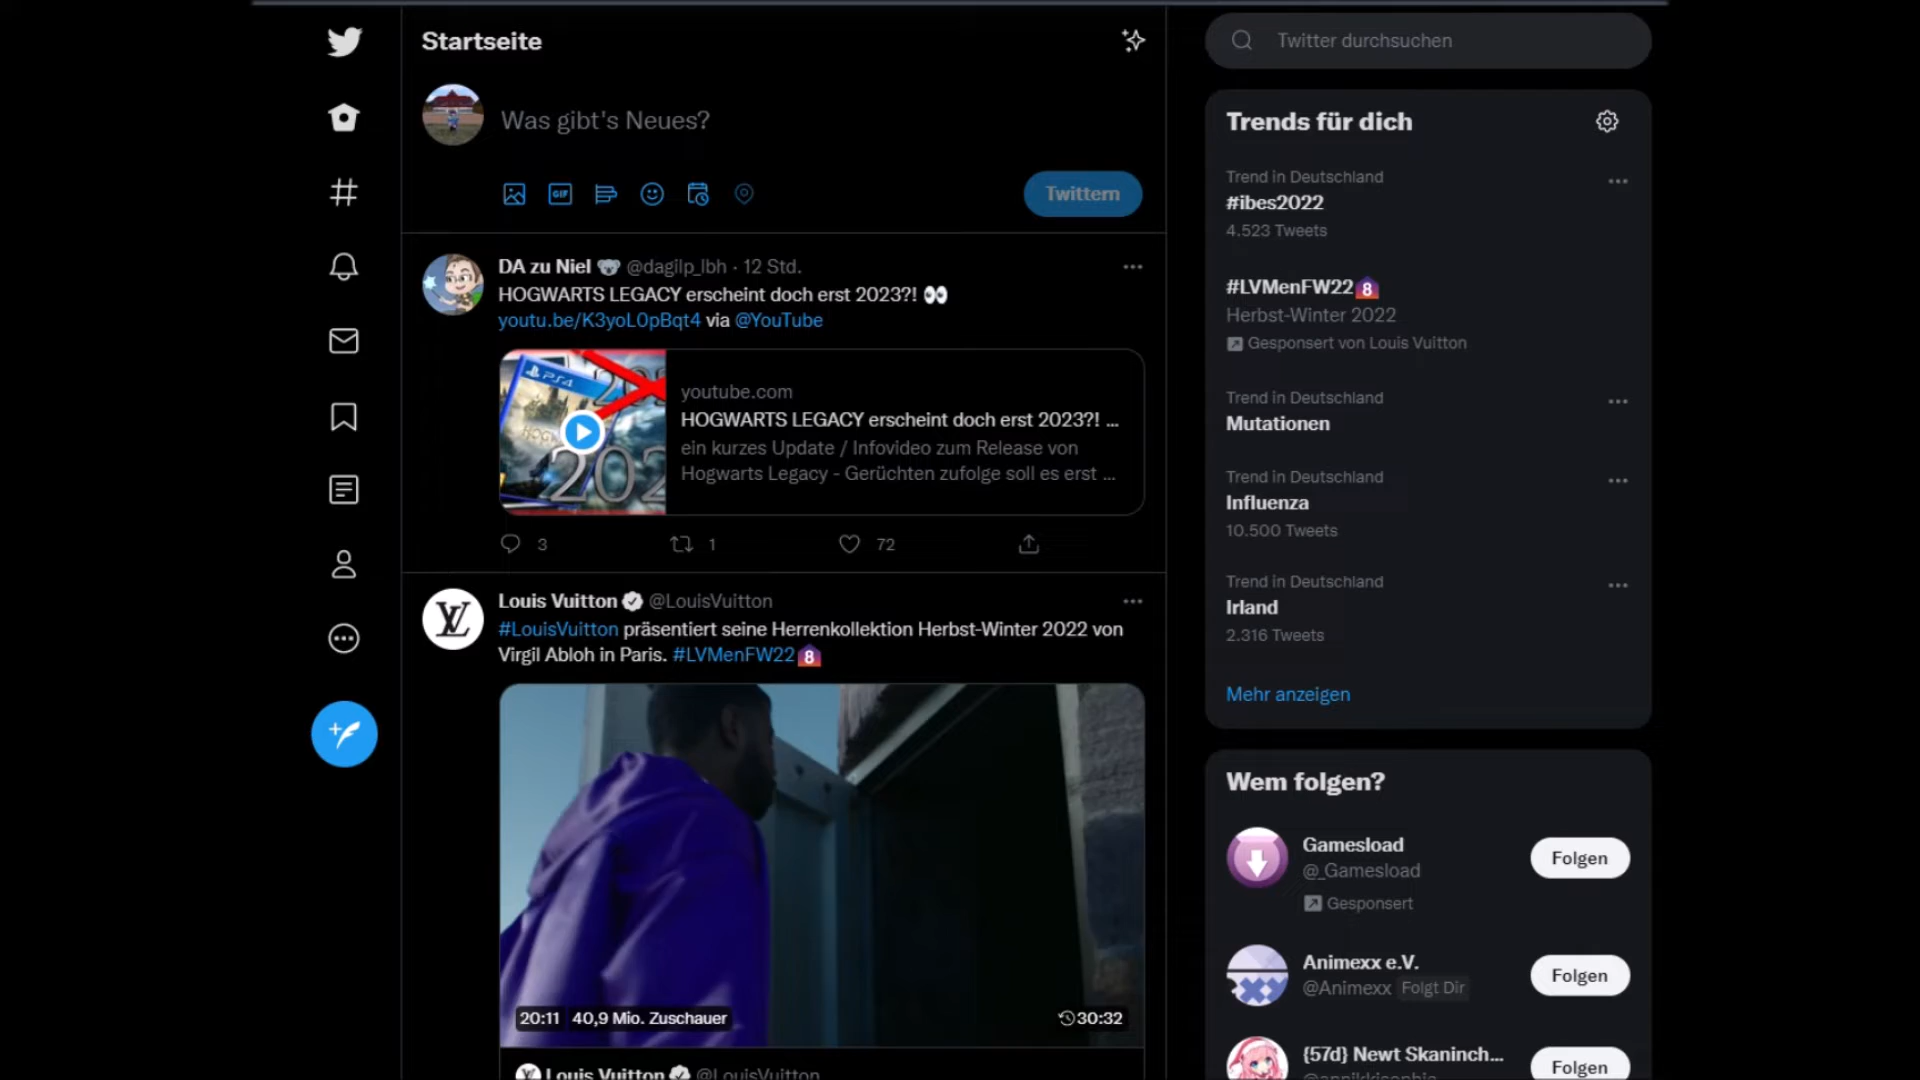 Startseite
Was gibt's Neues?
GIF
Twittern
DA zu Niel @dagilp_lbh · 12 Std.
HOGWARTS LEGACY erscheint doch erst 2023?!
youtu.be/K3yoL0pBqt4 via @YouTube
PS4
youtube.com
HOGWARTS LEGACY erscheint doch erst 2023?! ...
ein kurzes Update / Infovideo zum Release von
Hogwarts Legacy - Gerüchten zufolge soll es erst ...
3
1
72
Louis Vuitton @LouisVuitton
#LouisVuitton präsentiert seine Herrenkollektion Herbst-Winter 2022 von
Virgil Abloh in Paris. #LVMenFW22 8
20:11 40,9 Mio. Zuschauer
30:32
Louis Vuitton @LouisVuitton
Twitter durchsuchen
Trends für dich
Trend in Deutschland
#ibes2022
4.523 Tweets
#LVMenFW22 8
Herbst-Winter 2022
Gesponsert von Louis Vuitton
Trend in Deutschland
Mutationen
Trend in Deutschland
Influenza
10.500 Tweets
Trend in Deutschland
Irland
2.316 Tweets
Mehr anzeigen
Wem folgen?
Gamesload
@_Gamesload
Gesponsert
Folgen
Animexx e.V.
@Animexx Folgt Dir
Folgen
{57d} Newt Skaninch...
Folgen